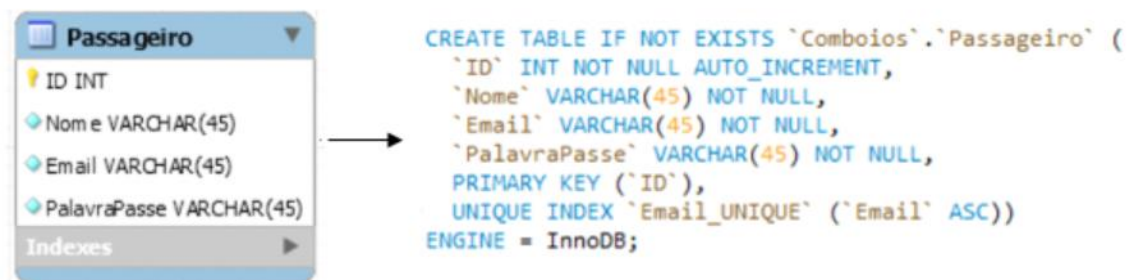 Passageiro
ID INT
Nome VARCHAR(45)
Email VARCHAR(45)
PalavraPasse VARCHAR(45)
Indexes
CREATE TABLE IF NOT EXISTS `Comboios`.`Passageiro` (
`ID` INT NOT NULL AUTO_INCREMENT,
`Nome` VARCHAR(45) NOT NULL,
`Email` VARCHAR(45) NOT NULL,
`PalavraPasse` VARCHAR(45) NOT NULL,
PRIMARY KEY (`ID`),
UNIQUE INDEX `Email_UNIQUE` (`Email` ASC))
ENGINE = InnoDB;